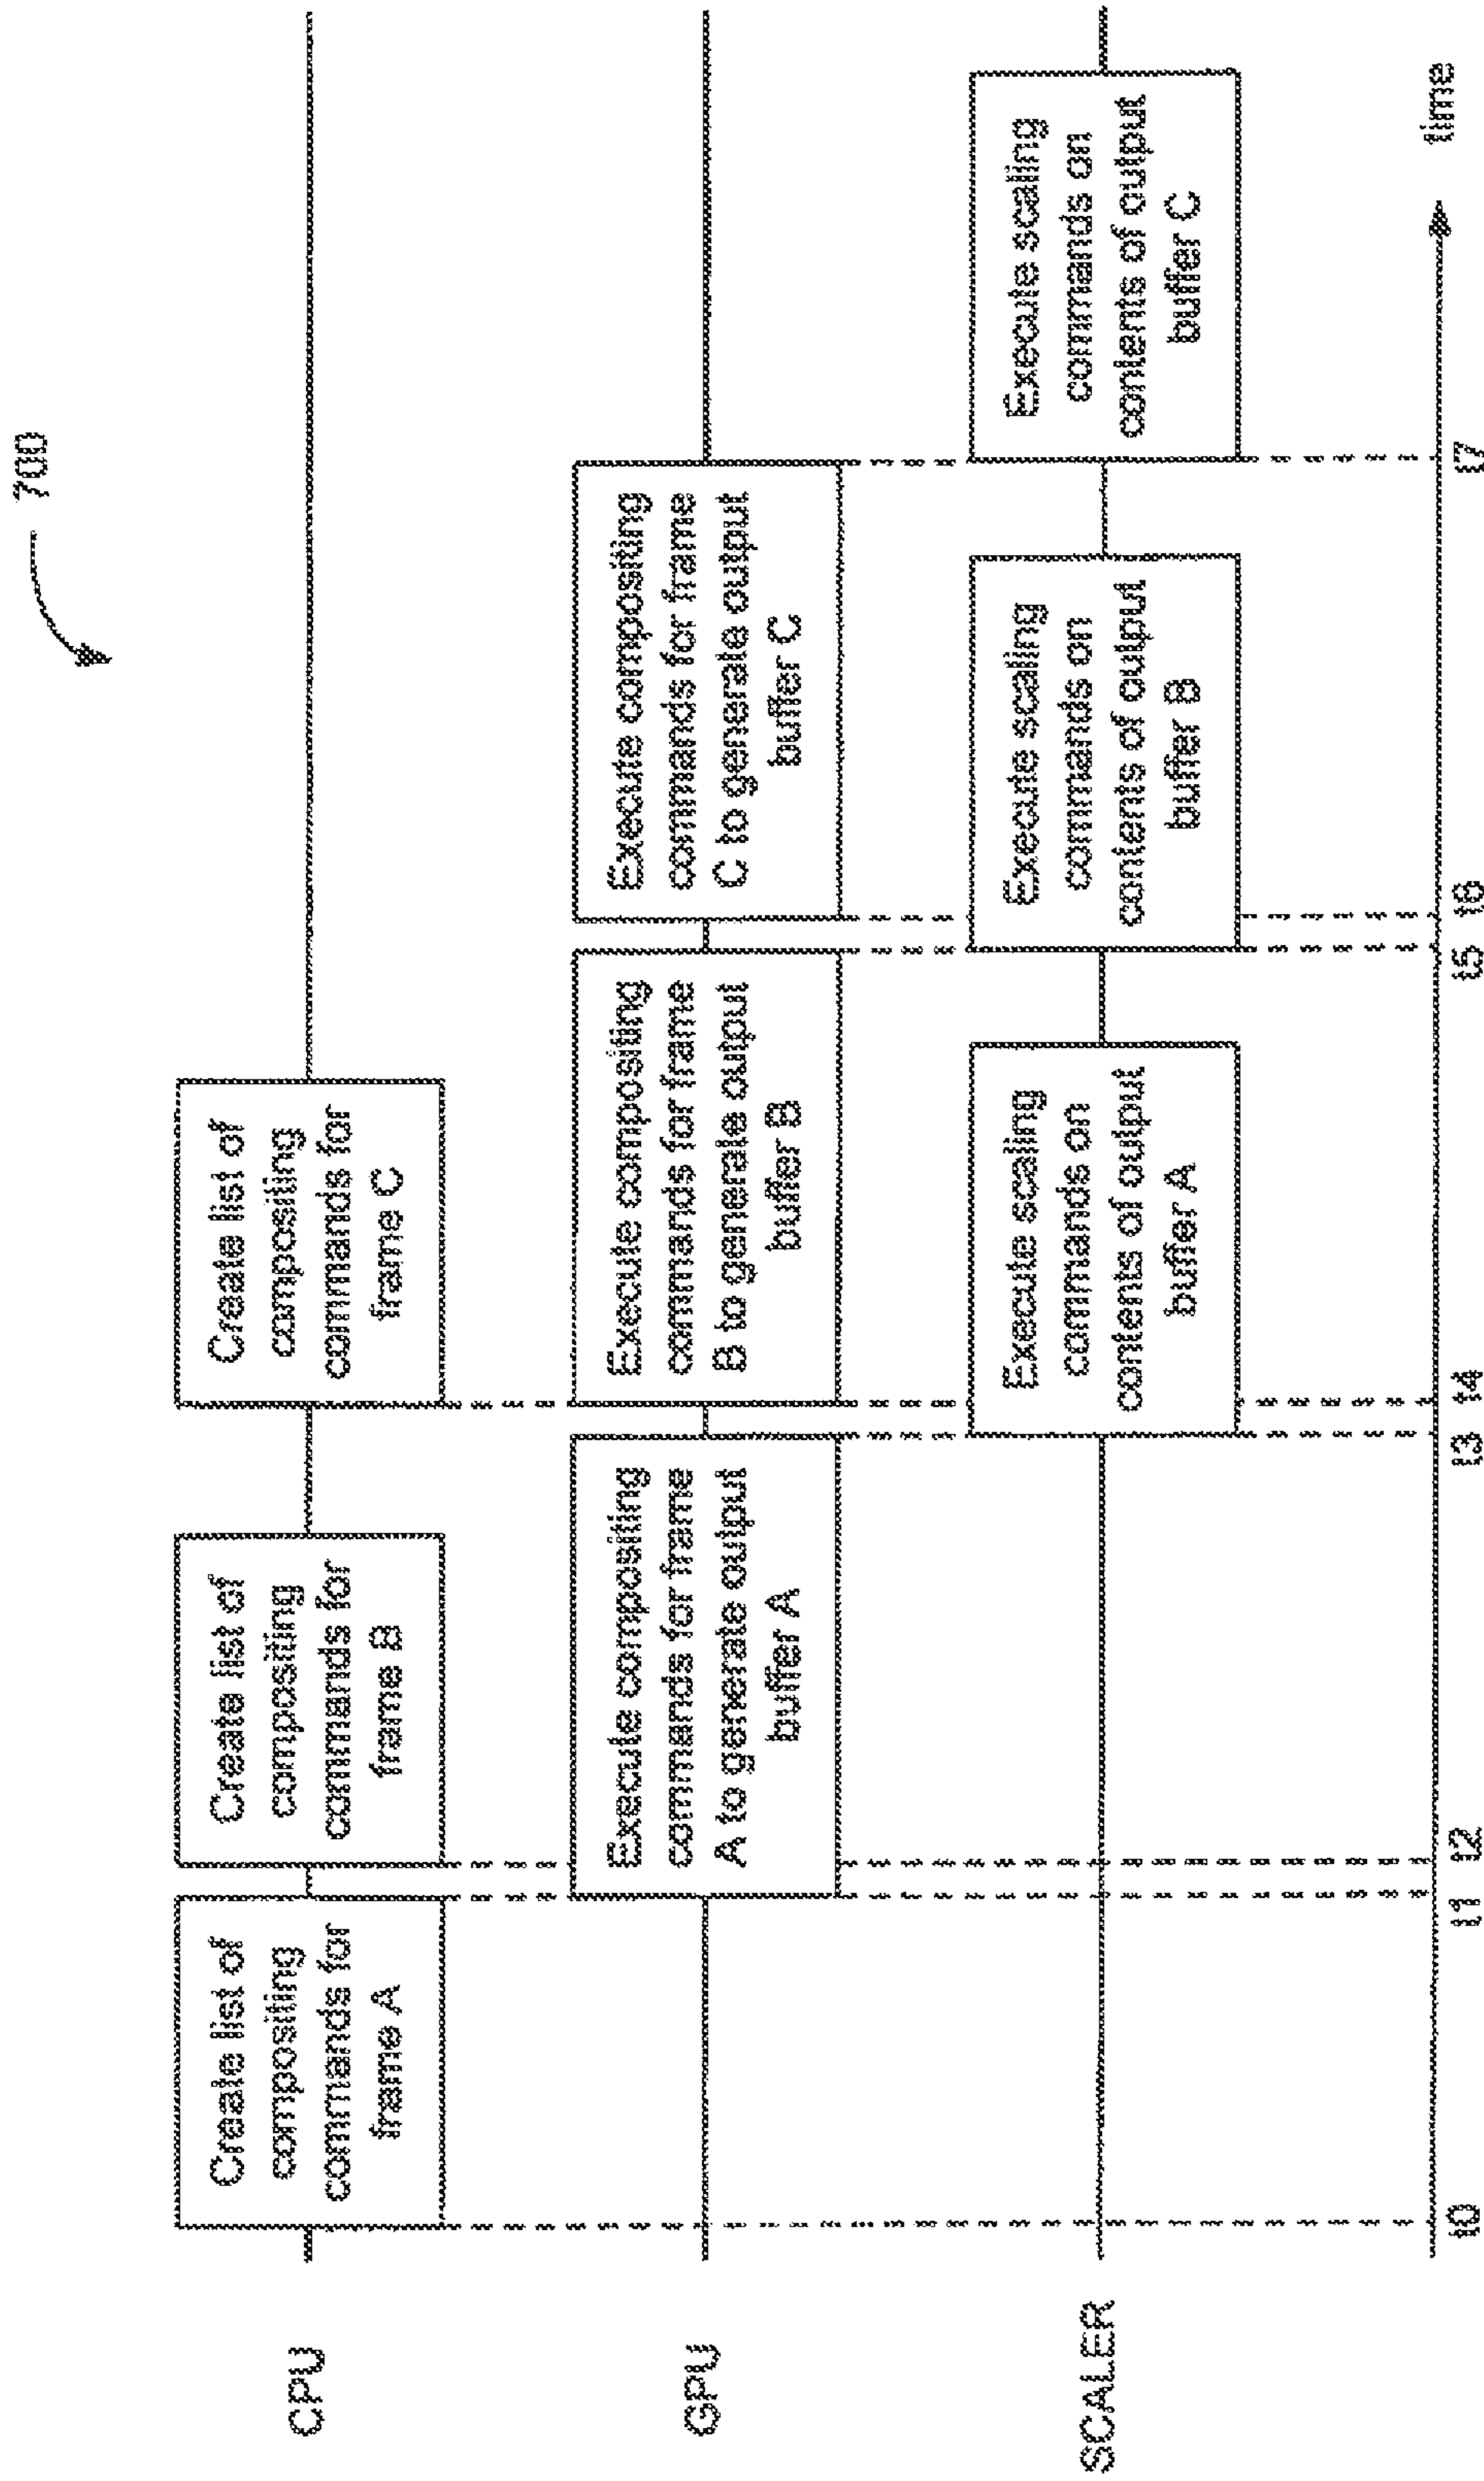 700
CPU
Create list of
compositing
commands for
frame A
Create list of
compositing
commands for
frame B
Create list of
compositing
commands for
frame C
GPU
Execute compositing
commands for frame
A to generate output
buffer A
Execute compositing
commands for frame
B to generate output
buffer B
Execute compositing
commands for frame
C to generate output
buffer C
SCALER
Execute scaling
commands on
contents of output
buffer A
Execute scaling
commands on
contents of output
buffer B
Execute scaling
commands on
contents of output
buffer C
t0
t1
t2
t3
t4
t5
t6
t7
time